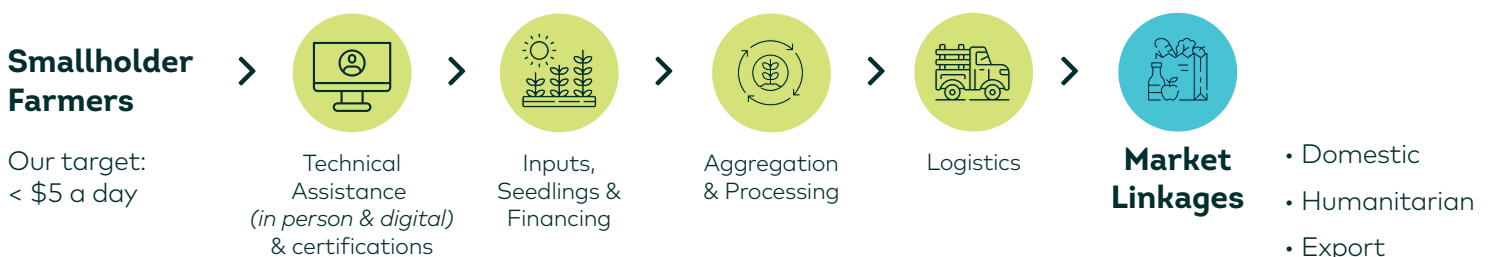 Smallholder
Farmers
Our target:
< $5 a day
Technical
Assistance
(in person & digital)
& certifications
Inputs,
Seedlings &
Financing
Aggregation
& Processing
Logistics
Market
Linkages
• Domestic
• Humanitarian
• Export